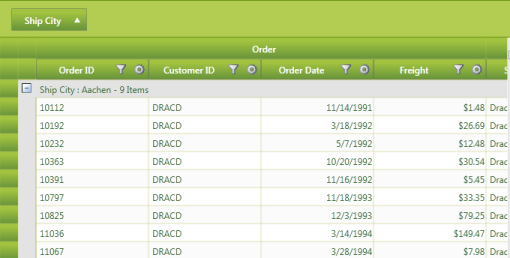 Ship City
Order
Order ID Customer ID Order Date Freight S
Ship City : Aachen - 9 Items
10112 DRACD 11/14/1991 $1.48 Drac
10192 DRACD 3/18/1992 $26.69 Drac
10232 DRACD 5/7/1992 $12.48 Drac
10363 DRACD 10/20/1992 $30.54 Drac
10391 DRACD 11/16/1992 $5.45 Drac
10797 DRACD 11/18/1993 $33.35 Drac
10825 DRACD 12/3/1993 $79.25 Drac
11036 DRACD 3/14/1994 $149.47 Drac
11067 DRACD 3/28/1994 $7.98 Drac